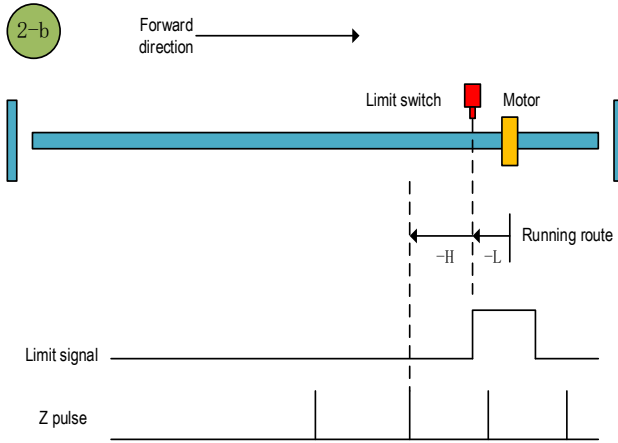 2-b
Forward
direction
Limit switch
Motor
Running route
-H
-L
Limit signal
Z pulse